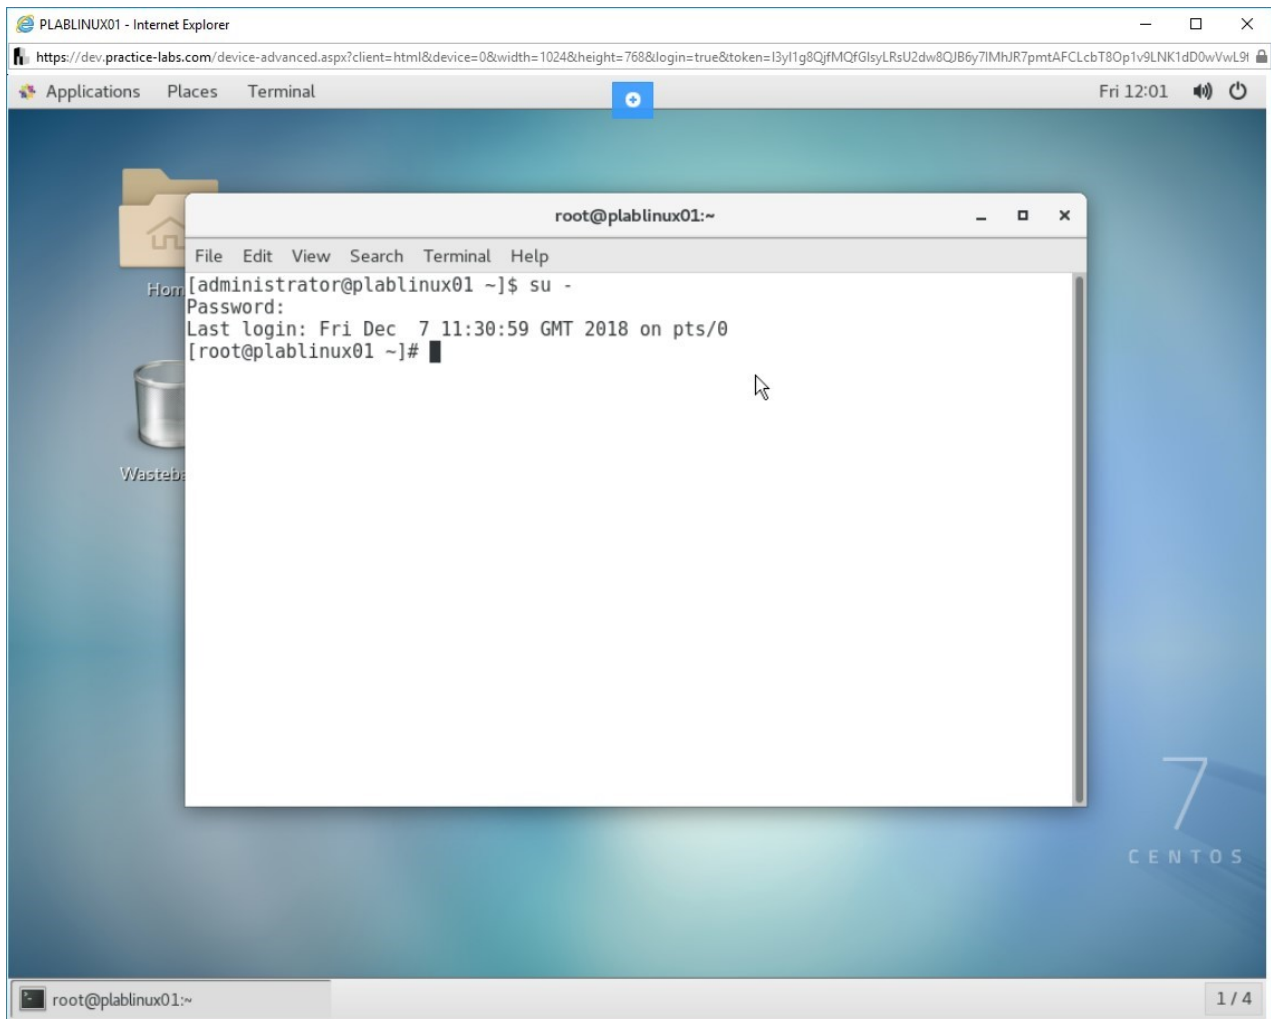 PLABLINUX01 - Internet Explorer
https://dev.practice-labs.com/device-advanced.aspx?client=html&device=0&width=1024&height=768&login=true&token=
Applications Places Terminal Fri 12:01
root@plablinux01:~
File Edit View Search Terminal Help
[administrator@plablinux01 ~]$ su -
Password:
Last login: Fri Dec  7 11:30:59 GMT 2018 on pts/0
[root@plablinux01 ~]#
Hom
Wasteb
7
CENTOS
root@plablinux01:~
1 / 4